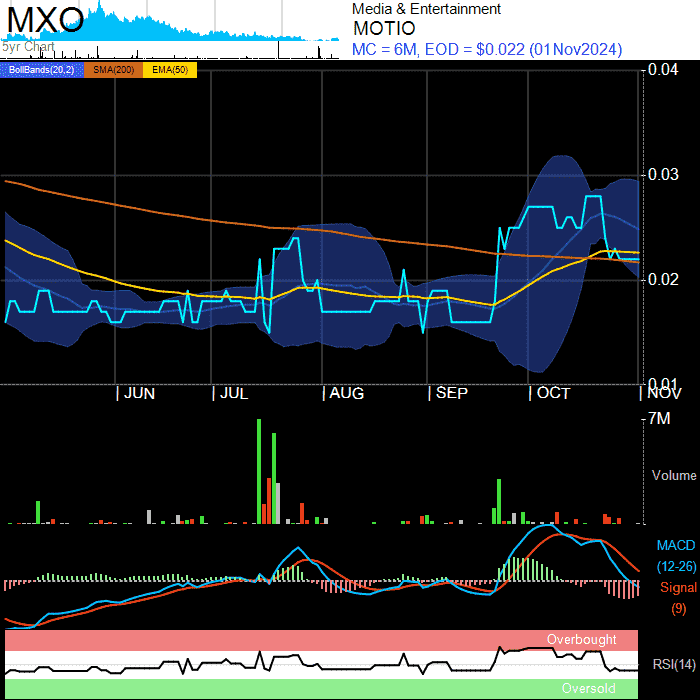 MXO
5yr Chart
Media & Entertainment
MOTIO
MC = 6M, EOD = $0.022 (01Nov2024)
BollBands(20,2) SMA(200) EMA(50)
0.04
0.03
0.02
0.01
JUN JUL AUG SEP OCT NOV
7M
Volume
MACD
(12-26)
Signal
(9)
Overbought
RSI(14)
Oversold